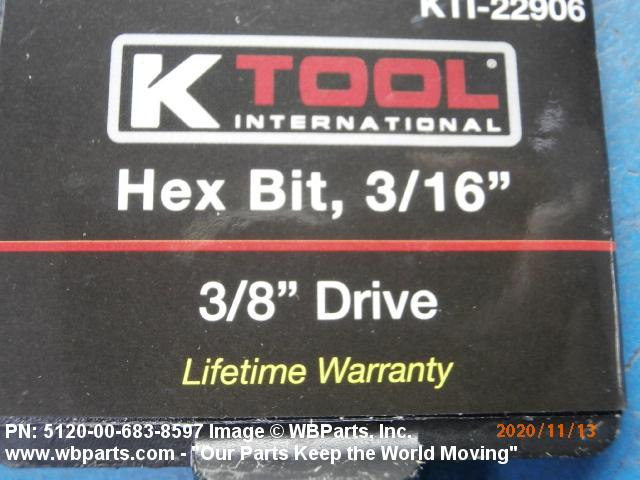 KTI-22906
K TOOL®
INTERNATIONAL
Hex Bit, 3/16”
3/8” Drive
Lifetime Warranty
PN: 5120-00-683-8597 Image © WBParts, Inc.
2020/11/13
www.wbparts.com - "Our Parts Keep the World Moving"